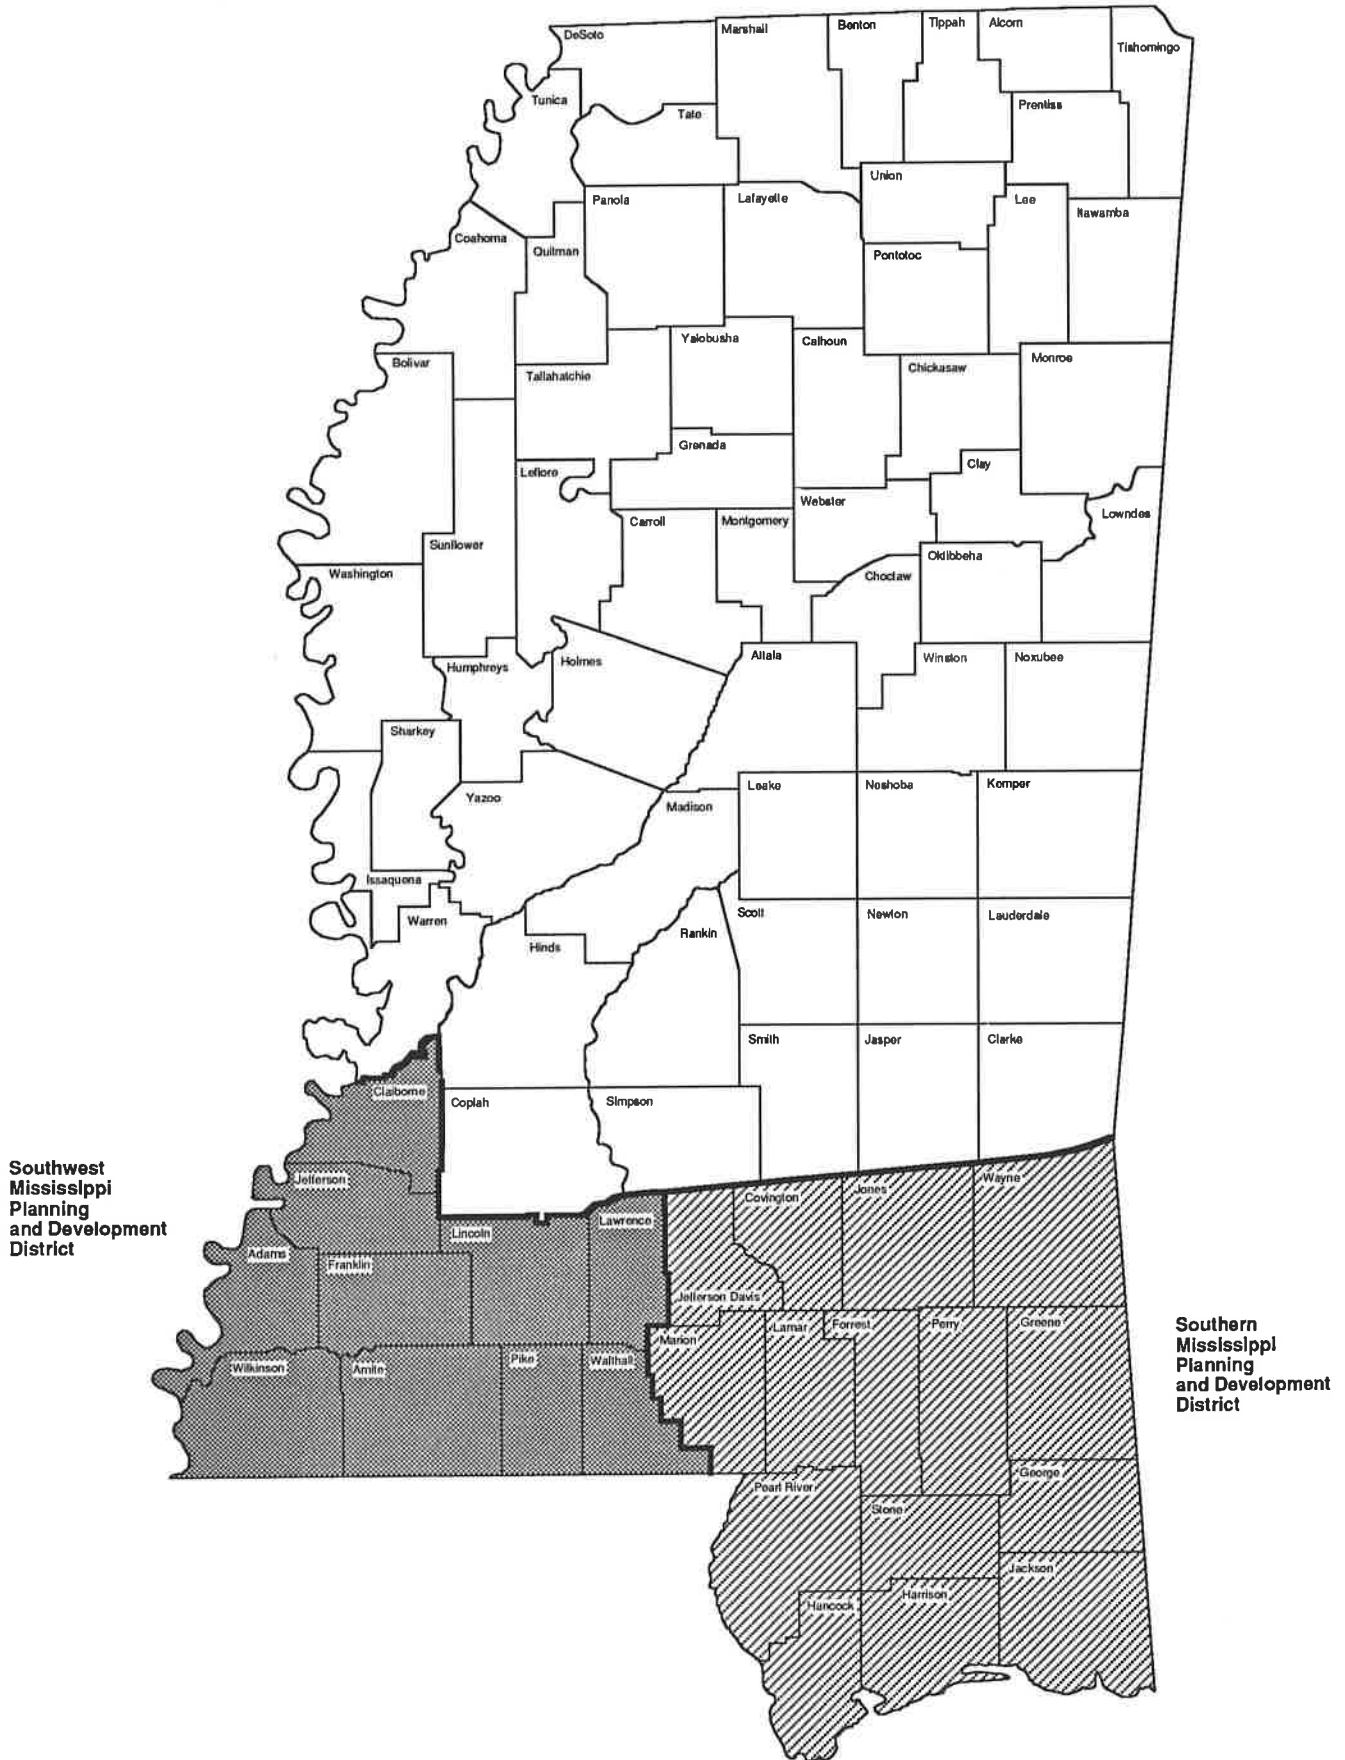 DeSoto
Marshall
Benton
Tippah
Alcorn
Tishomingo
Tunica
Tate
Prentiss
Union
Panola
Lafayette
Lee
Itawamba
Coahoma
Quitman
Pontotoc
Yalobusha
Calhoun
Bolivar
Tallahatchie
Chickasaw
Monroe
Grenada
Leflore
Clay
Webster
Carroll
Montgomery
Lowndes
Sunflower
Washington
Choctaw
Oktibbeha
Humphreys
Holmes
Attala
Winston
Noxubee
Sharkey
Yazoo
Madison
Leake
Neshoba
Kemper
Issaquena
Warren
Hinds
Rankin
Scott
Newton
Lauderdale
Smith
Jasper
Clarke
Claiborne
Copiah
Simpson
Southwest
Mississippi
Planning
and Development
District
Jefferson
Covington
Jones
Wayne
Lincoln
Lawrence
Adams
Franklin
Jefferson Davis
Marion
Lamar
Forrest
Perry
Greene
Southern
Mississippi
Planning
and Development
District
Wilkinson
Amite
Pike
Walthall
Pearl River
George
Stone
Jackson
Hancock
Harrison